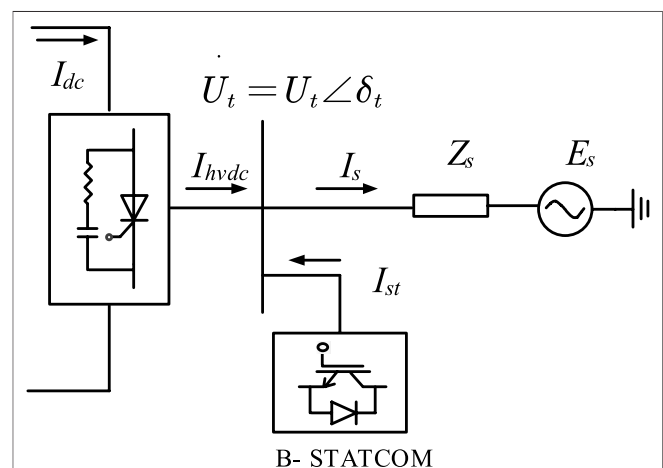 I_dc
U̇_t = U_t∠δ_t
I_hvdc
I_s
Z_s
E_s
I_st
B- STATCOM